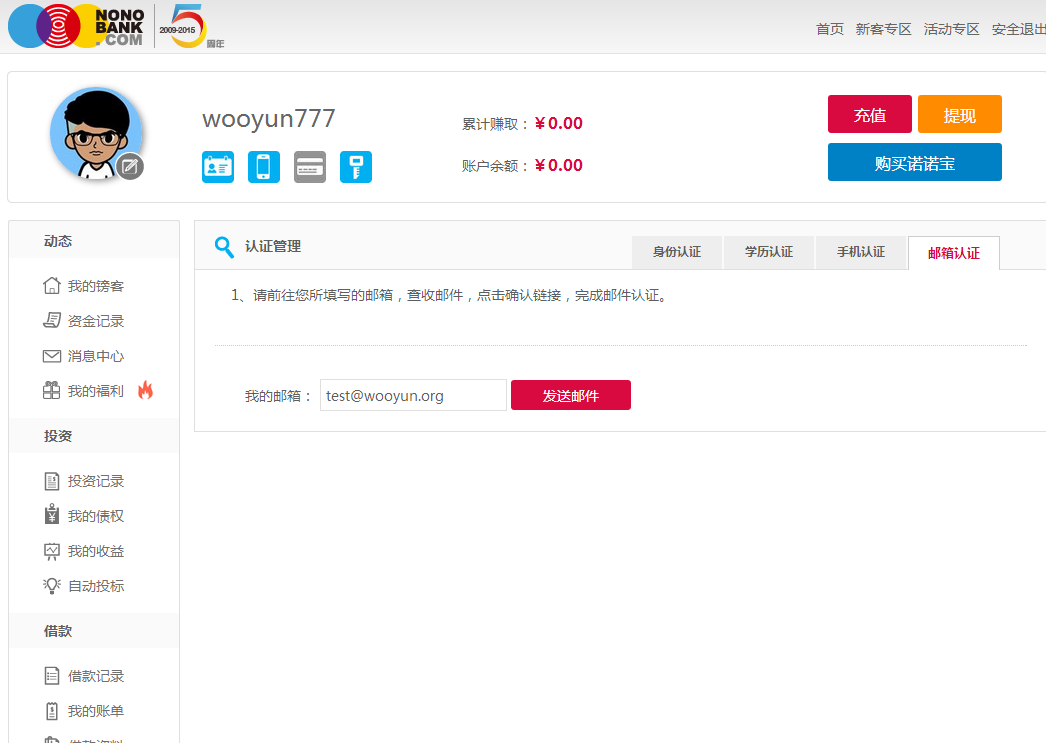 NONO
BANK
.COM
2009-2015
5
周年
首页 新客专区 活动专区 安全退出
wooyun777
累计赚取：¥ 0.00
账户余额：¥ 0.00
充值
提现
购买诺诺宝
动态
我的镑客
资金记录
消息中心
我的福利
投资
投资记录
我的债权
我的收益
自动投标
借款
借款记录
我的账单
认证管理
身份认证
学历认证
手机认证
邮箱认证
1、请前往您所填写的邮箱，查收邮件，点击确认链接，完成邮件认证。
我的邮箱：
test@wooyun.org
发送邮件